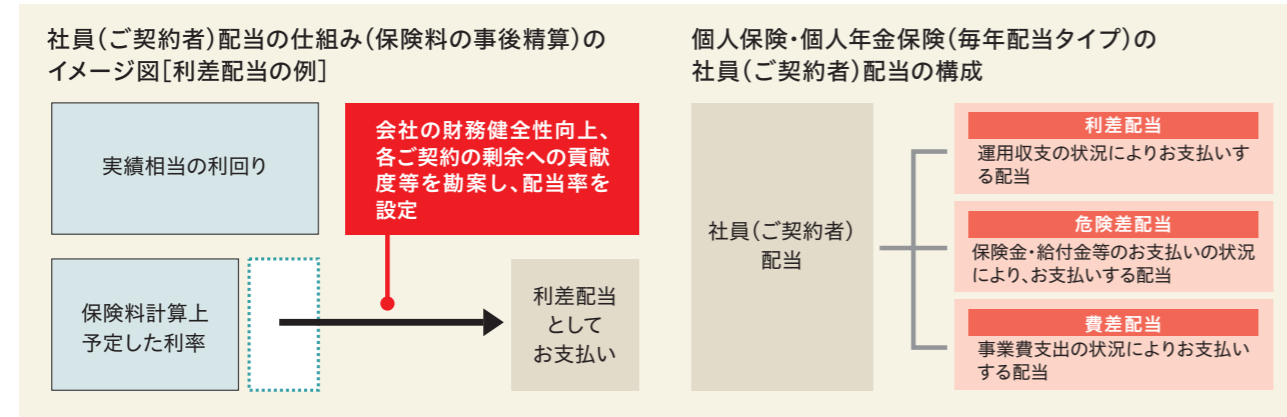 社員（ご契約者）配当の仕組み（保険料の事後精算）の
イメージ図［利差配当の例］
実績相当の利回り
会社の財務健全性向上、
各ご契約の剰余への貢献
度等を勘案し、配当率を
設定
保険料計算上
予定した利率
利差配当
として
お支払い
個人保険・個人年金保険（毎年配当タイプ）の
社員（ご契約者）配当の構成
社員（ご契約者）
配当
利差配当
運用収支の状況によりお支払いす
る配当
危険差配当
保険金・給付金等のお支払いの状況
により、お支払いする配当
費差配当
事業費支出の状況によりお支払い
する配当